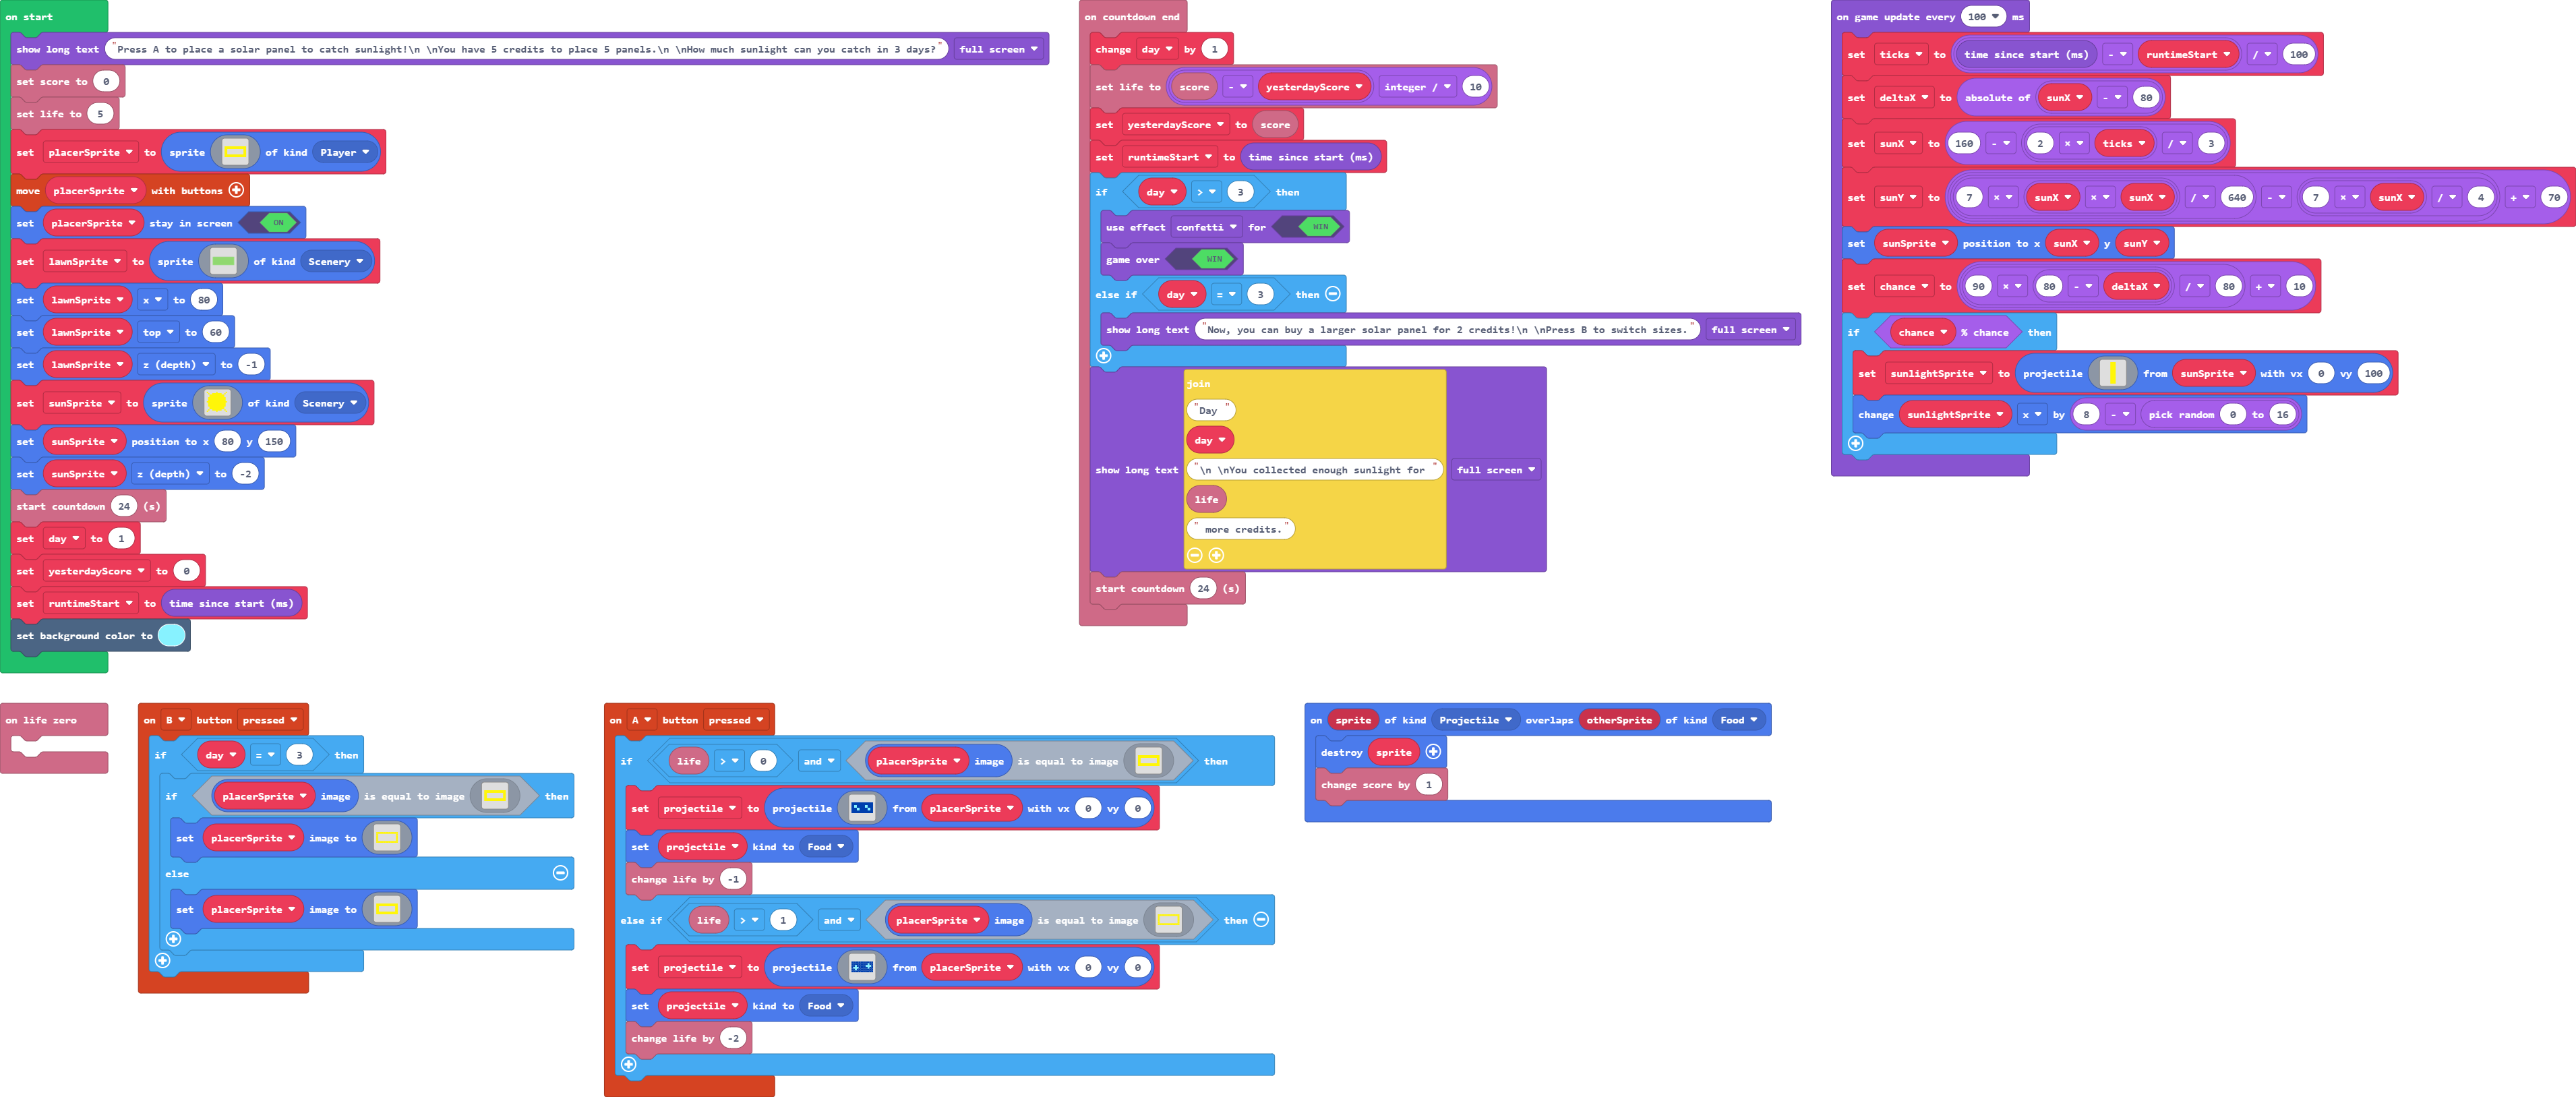 on start
show long text "Press A to place a solar panel to catch sunlight!\n \nYou have 5 credits to place 5 panels.\n \nHow much sunlight can you catch in 3 days?" full screen
set score to 0
set life to 5
set placerSprite to sprite of kind Player
move placerSprite with buttons
set placerSprite stay in screen ON
set lawnSprite to sprite of kind Scenery
set lawnSprite x to 80
set lawnSprite top to 60
set lawnSprite z (depth) to -1
set sunSprite to sprite of kind Scenery
set sunSprite position to x 80 y 150
set sunSprite z (depth) to -2
start countdown 24 (s)
set day to 1
set yesterdayScore to 0
set runtimeStart to time since start (ms)
set background color to
on countdown end
change day by 1
set life to score - yesterdayScore integer / 10
set yesterdayScore to score
set runtimeStart to time since start (ms)
if day > 3 then
use effect confetti for WIN
game over WIN
else if day = 3 then
show long text "Now, you can buy a larger solar panel for 2 credits!\n \nPress B to switch sizes." full screen
join
"Day "
day
show long text "\n \nYou collected enough sunlight for " full screen
life
" more credits."
start countdown 24 (s)
on game update every 100 ms
set ticks to time since start (ms) - runtimeStart / 100
set deltaX to absolute of sunX - 80
set sunX to 160 - 2 × ticks / 3
set sunY to 7 × sunX × sunX / 640 - 7 × sunX / 4 + 70
set sunSprite position to x sunX y sunY
set chance to 90 × 80 - deltaX / 80 + 10
if chance % chance then
set sunlightSprite to projectile from sunSprite with vx 0 vy 100
change sunlightSprite x by 8 - pick random 0 to 16
on life zero
on B button pressed
if day = 3 then
if placerSprite image is equal to image then
set placerSprite image to
else
set placerSprite image to
on A button pressed
if life > 0 and placerSprite image is equal to image then
set projectile to projectile from placerSprite with vx 0 vy 0
set projectile kind to Food
change life by -1
else if life > 1 and placerSprite image is equal to image then
set projectile to projectile from placerSprite with vx 0 vy 0
set projectile kind to Food
change life by -2
on sprite of kind Projectile overlaps otherSprite of kind Food
destroy sprite
change score by 1